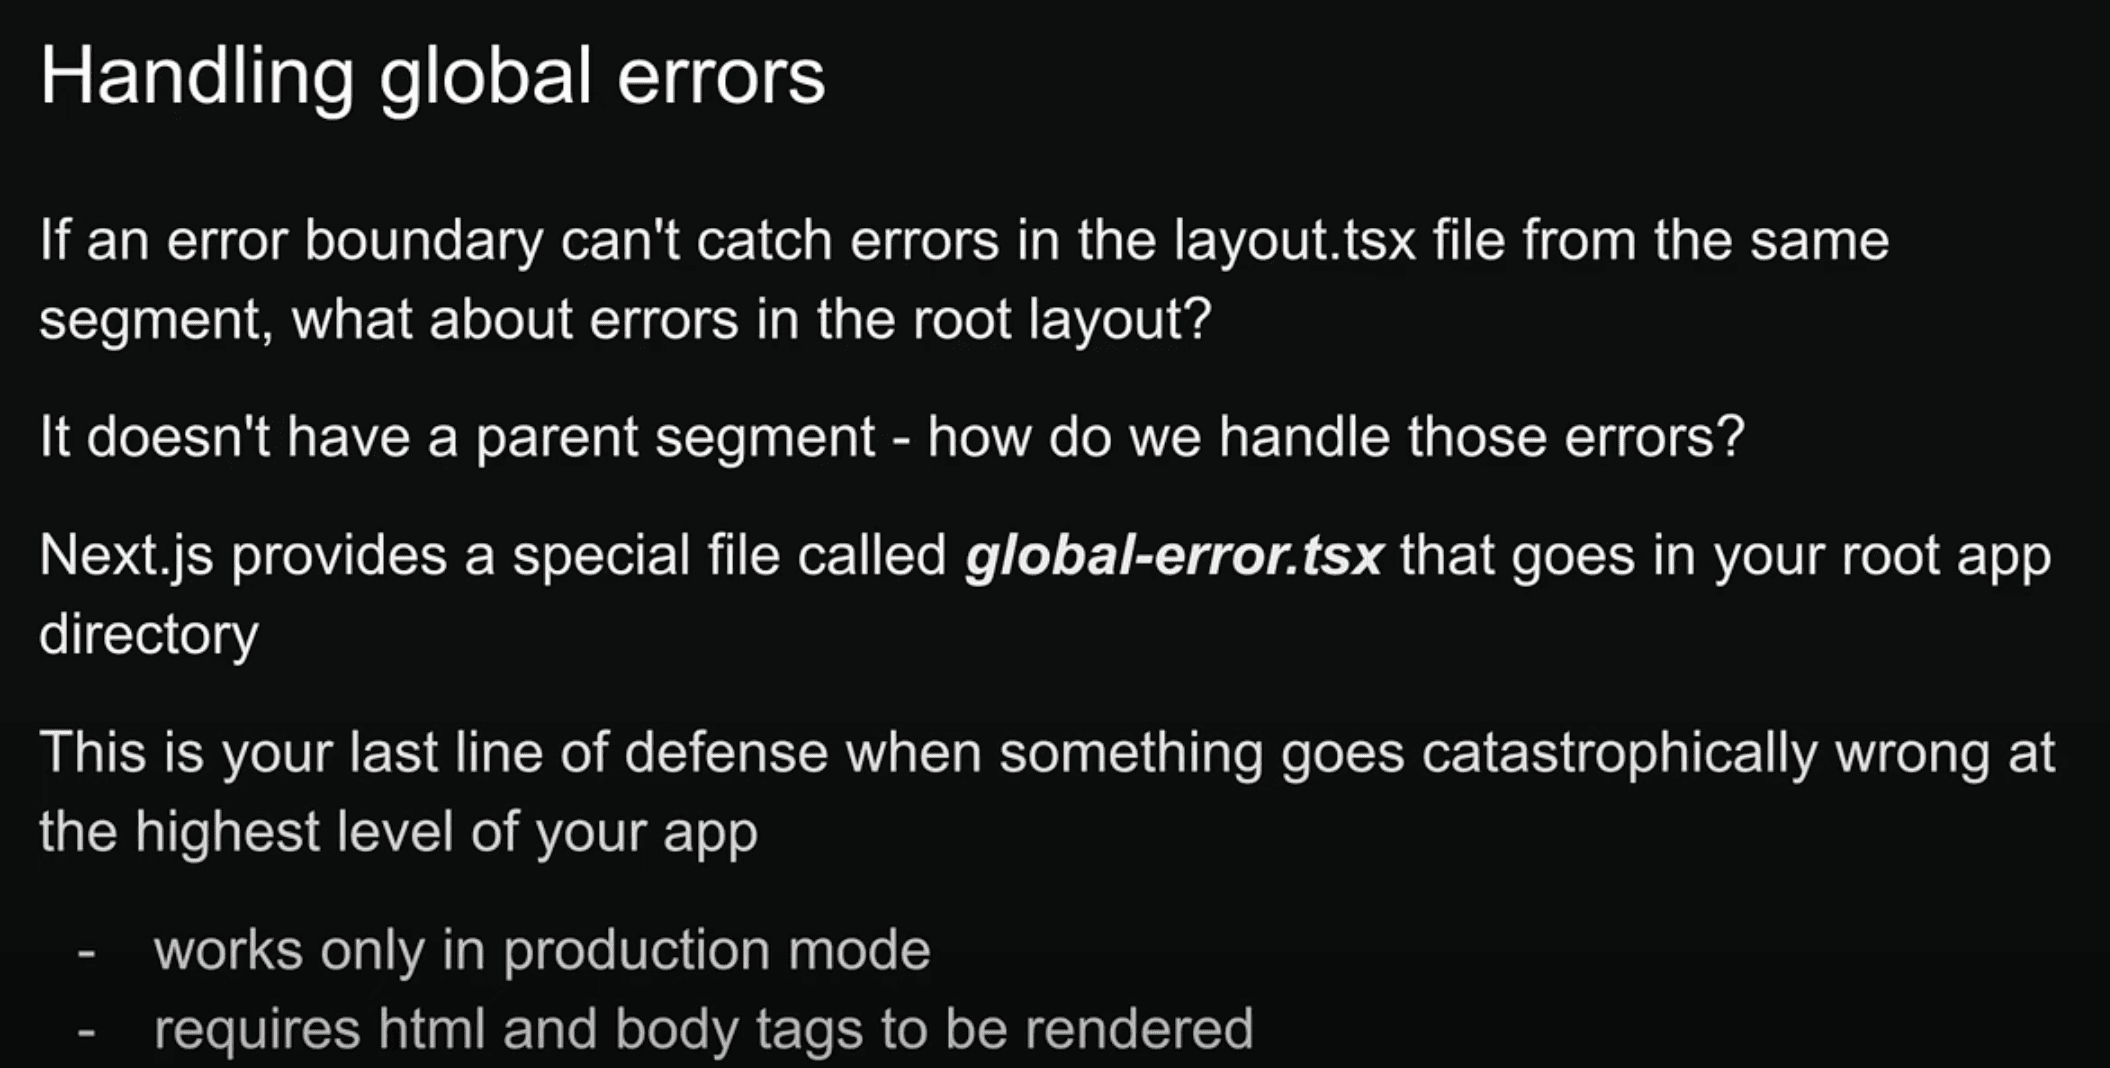 Handling global errors
If an error boundary can't catch errors in the layout.tsx file from the same
segment, what about errors in the root layout?
It doesn't have a parent segment - how do we handle those errors?
Next.js provides a special file called global-error.tsx that goes in your root app
directory
This is your last line of defense when something goes catastrophically wrong at
the highest level of your app
- works only in production mode
- requires html and body tags to be rendered